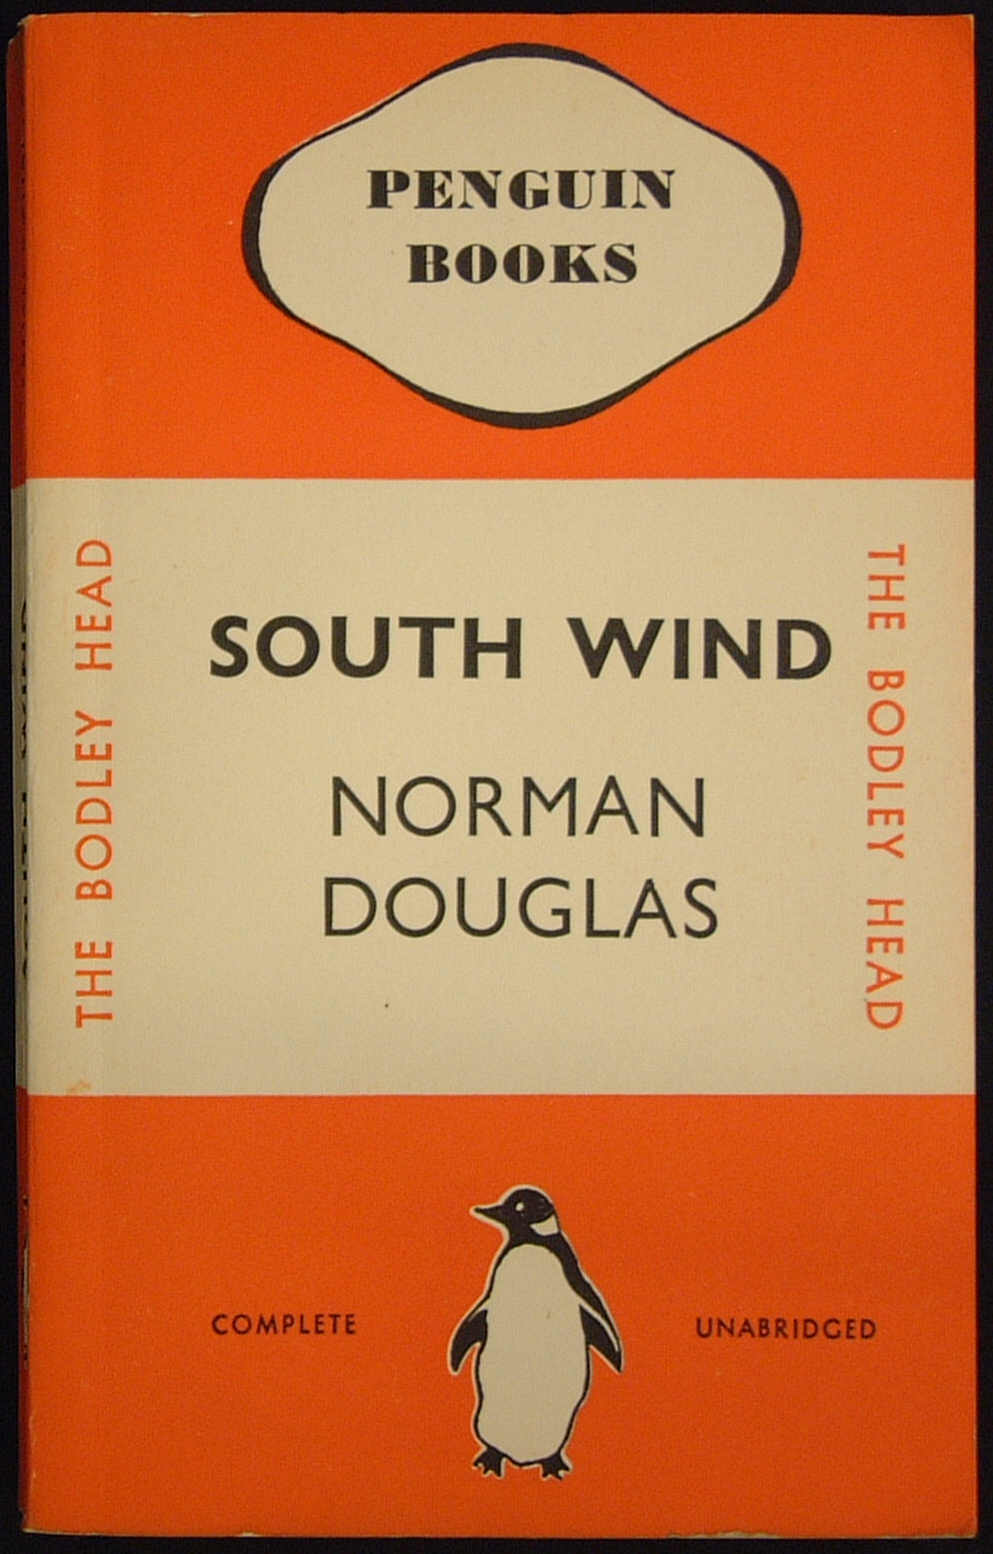 PENGUIN
BOOKS
THE BODLEY HEAD
SOUTH WIND
NORMAN
DOUGLAS
THE BODLEY HEAD
COMPLETE
UNABRIDGED